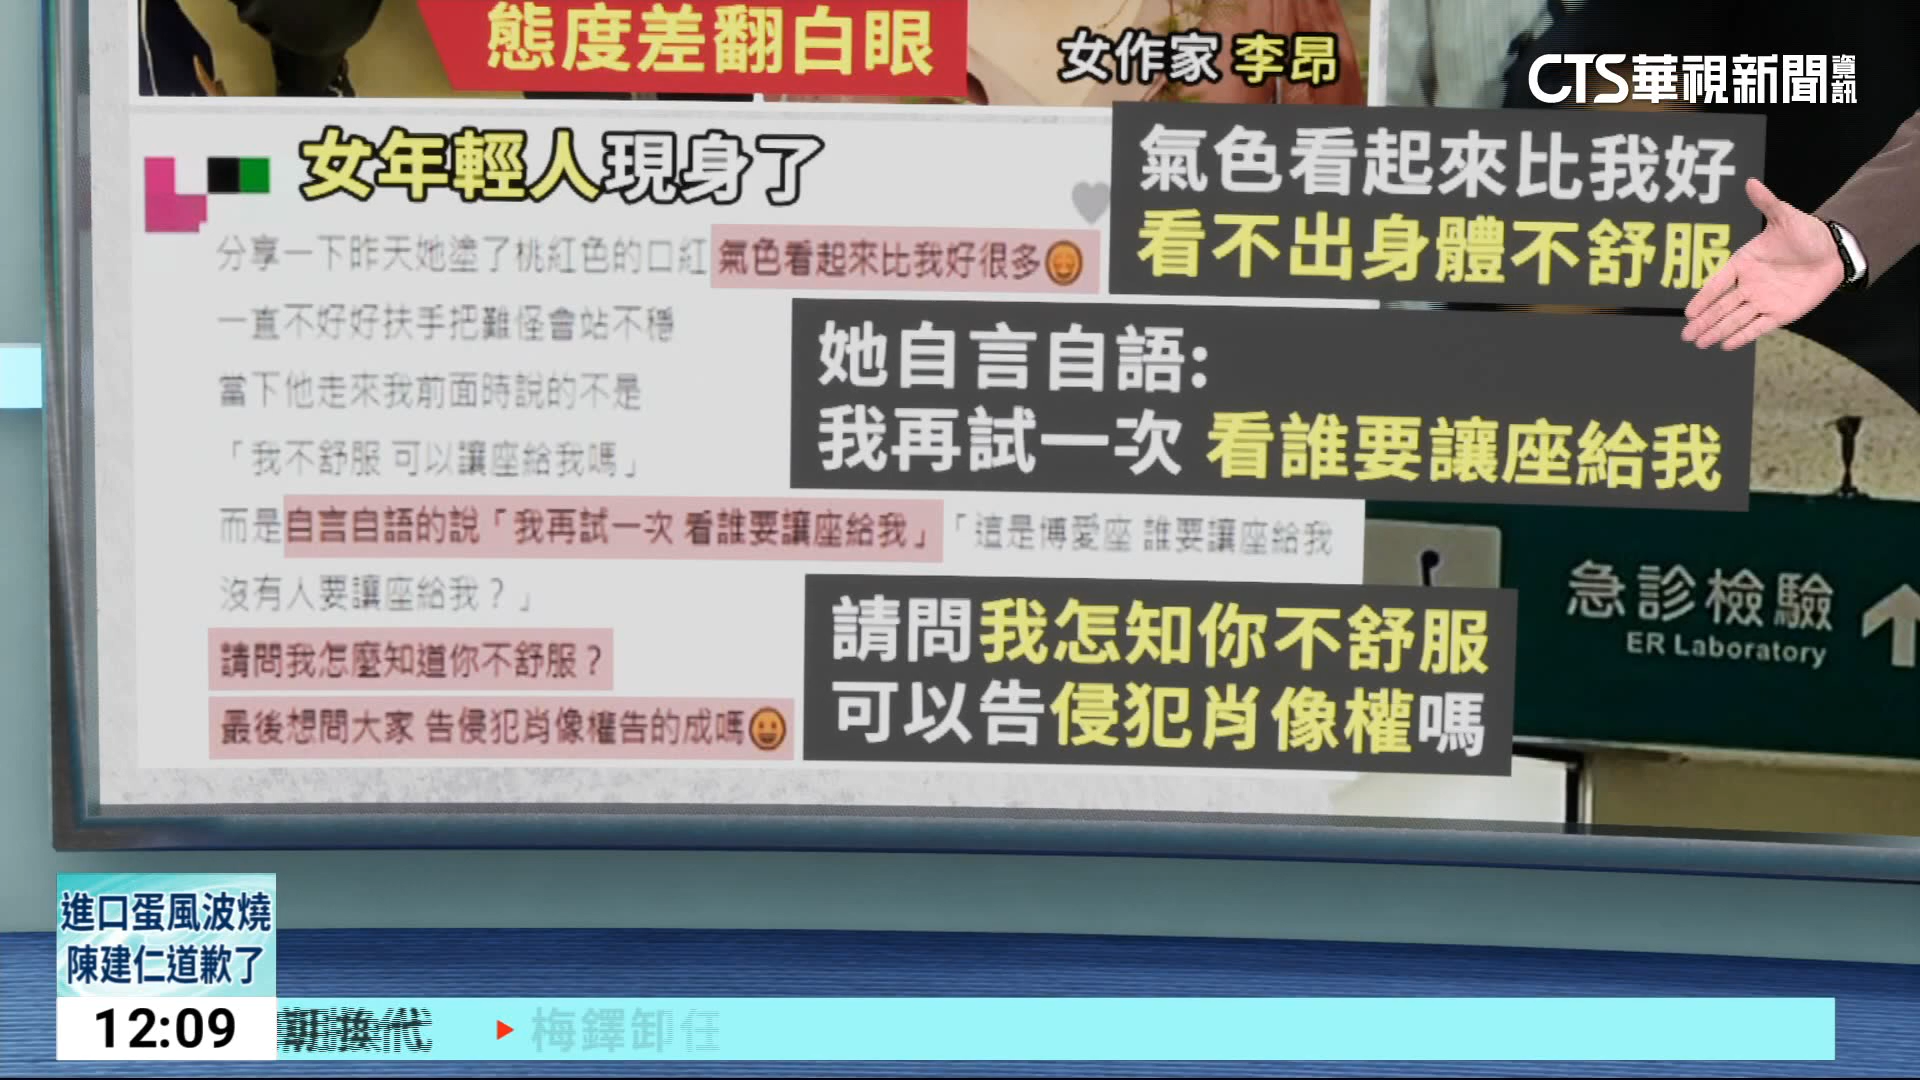 態度差翻白眼
女作家 李昂
CTS華視新聞資訊
女年輕人現身了
氣色看起來比我好
看不出身體不舒服
分享一下昨天她塗了桃紅色的口紅 氣色看起來比我好很多
一直不好好扶手把難怪會站不穩
她自言自語:
我再試一次 看誰要讓座給我
當下他走來我前面時說的不是
「我不舒服 可以讓座給我嗎」
而是自言自語的說「我再試一次 看誰要讓座給我」「這是博愛座 誰要讓座給我
沒有人要讓座給我？」
請問我怎麼知道你不舒服？
最後想問大家 告侵犯肖像權告的成嗎
請問我怎知你不舒服
可以告侵犯肖像權嗎
急診檢驗
ER Laboratory
進口蛋風波燒
陳建仁道歉了
12:09
朝換代
梅鐸卸任